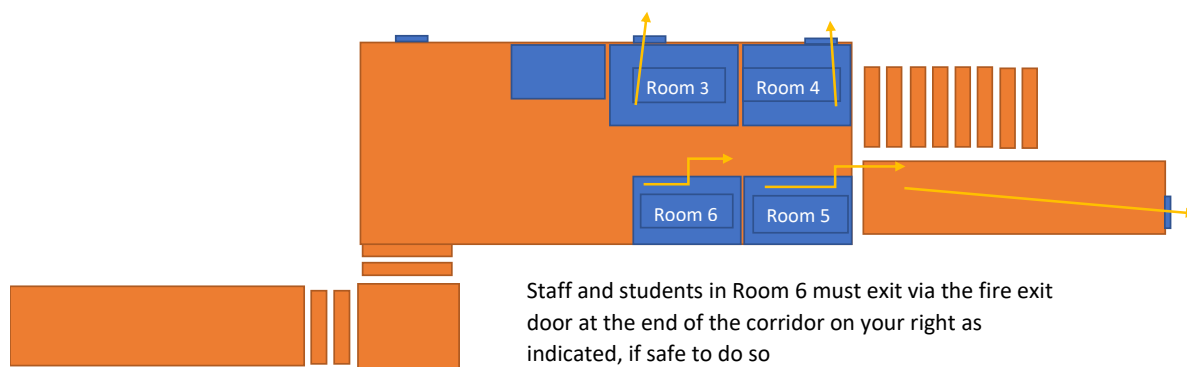 Room 3
Room 4
Room 6
Room 5
Staff and students in Room 6 must exit via the fire exit
door at the end of the corridor on your right as
indicated, if safe to do so